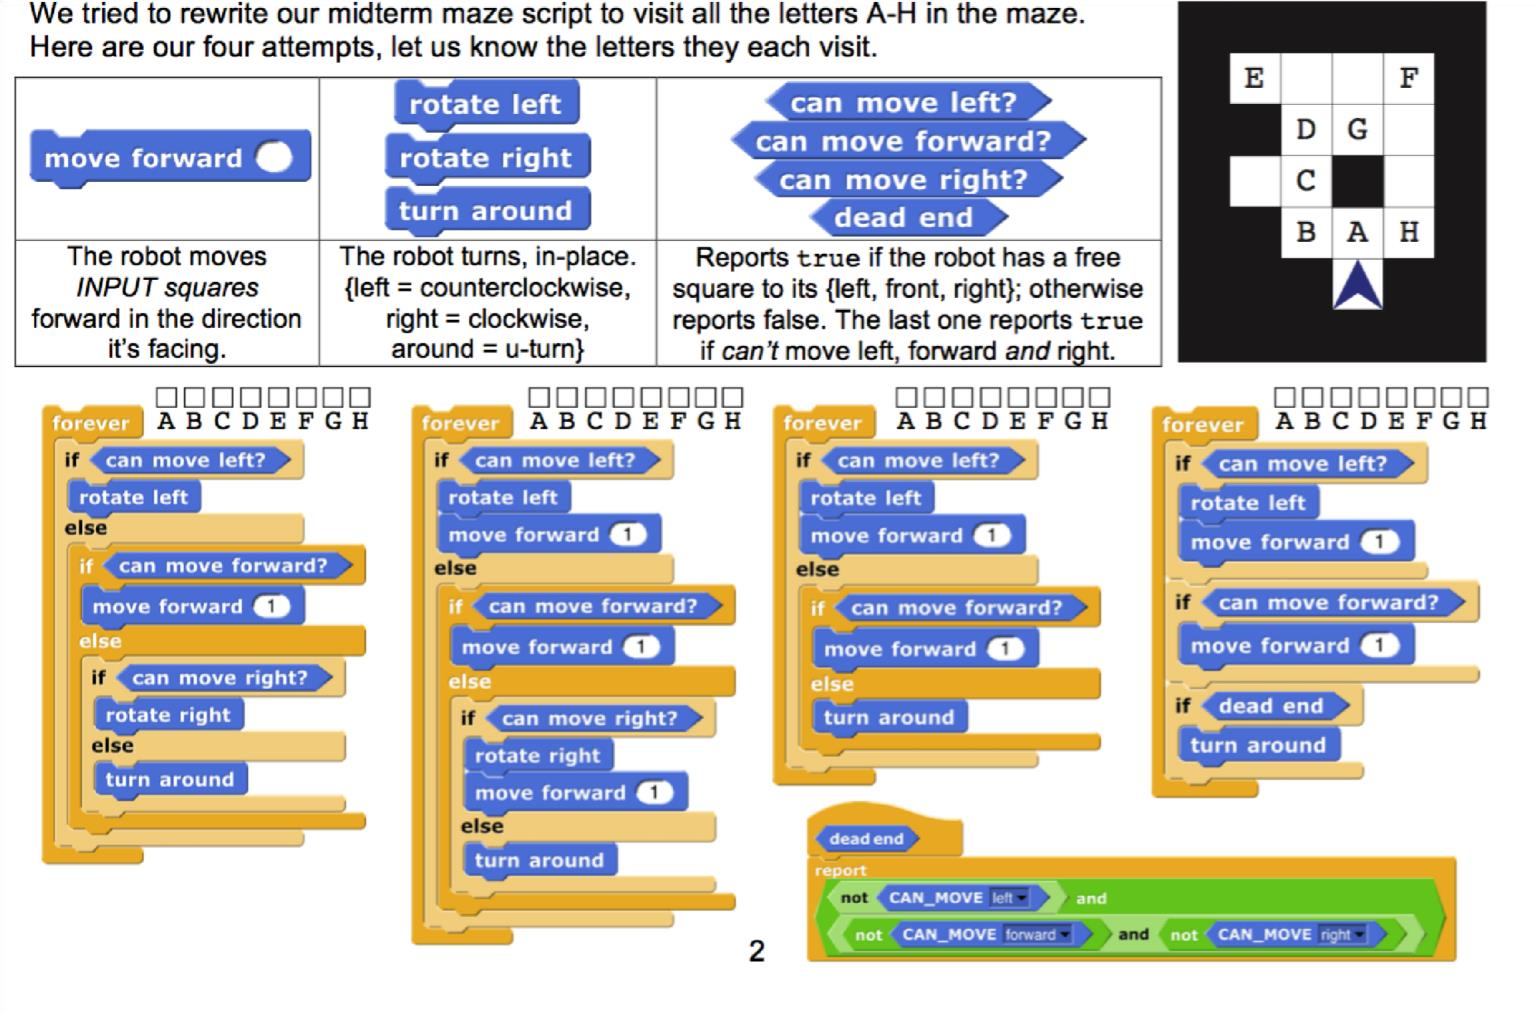 We tried to rewrite our midterm maze script to visit all the letters A-H in the maze.
Here are our four attempts, let us know the letters they each visit.
move forward
rotate left
rotate right
turn around
can move left?
can move forward?
can move right?
dead end
The robot moves
INPUT squares
forward in the direction
it's facing.
The robot turns, in-place.
{left = counterclockwise,
right = clockwise,
around = u-turn}
Reports true if the robot has a free
square to its {left, front, right}; otherwise
reports false. The last one reports true
if can't move left, forward and right.
E F
D G
C
B A H
A B C D E F G H
forever
if can move left?
rotate left
else
if can move forward?
move forward 1
else
if can move right?
rotate right
else
turn around
A B C D E F G H
forever
if can move left?
rotate left
move forward 1
else
if can move forward?
move forward 1
else
if can move right?
rotate right
move forward 1
else
turn around
A B C D E F G H
forever
if can move left?
rotate left
move forward 1
else
if can move forward?
move forward 1
else
turn around
A B C D E F G H
forever
if can move left?
rotate left
move forward 1
if can move forward?
move forward 1
if dead end
turn around
dead end
report
not CAN_MOVE left and
not CAN_MOVE forward and not CAN_MOVE right
2